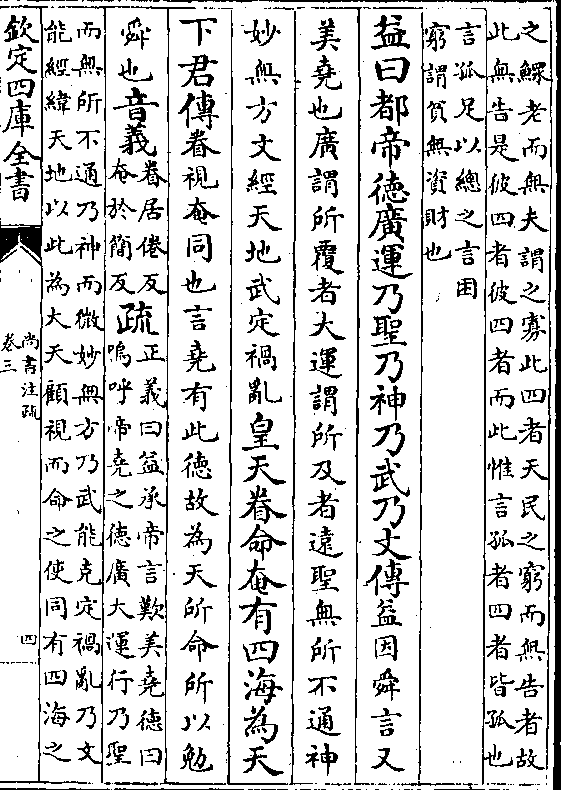 之鰥老而無夫謂之寡此四者天民之窮而無告者故
此無告是彼四者彼四者而此惟言孤者四者皆孤也
言孤足以總之言困
窮謂貧無資財也
益曰都帝德廣運乃聖乃神乃武乃文傳益因舜言又
美堯也廣謂所覆者大運謂所及者遠聖無所不通神
妙無方文經天地武定禍亂皇天眷命奄有四海為天
下君傳眷視奄同也言堯有此德故為天所命所以勉
舜也音義眷居倦反
奄於簡反疏正義曰益承帝言歎美堯德曰
嗚呼帝堯之德廣大運行乃聖
而無所不通乃神而微妙無方乃武能克定禍亂乃文
能經緯天地以此為大天顧視而命之使同有四海之
欽定四庫全書
尚書注疏
卷三
四